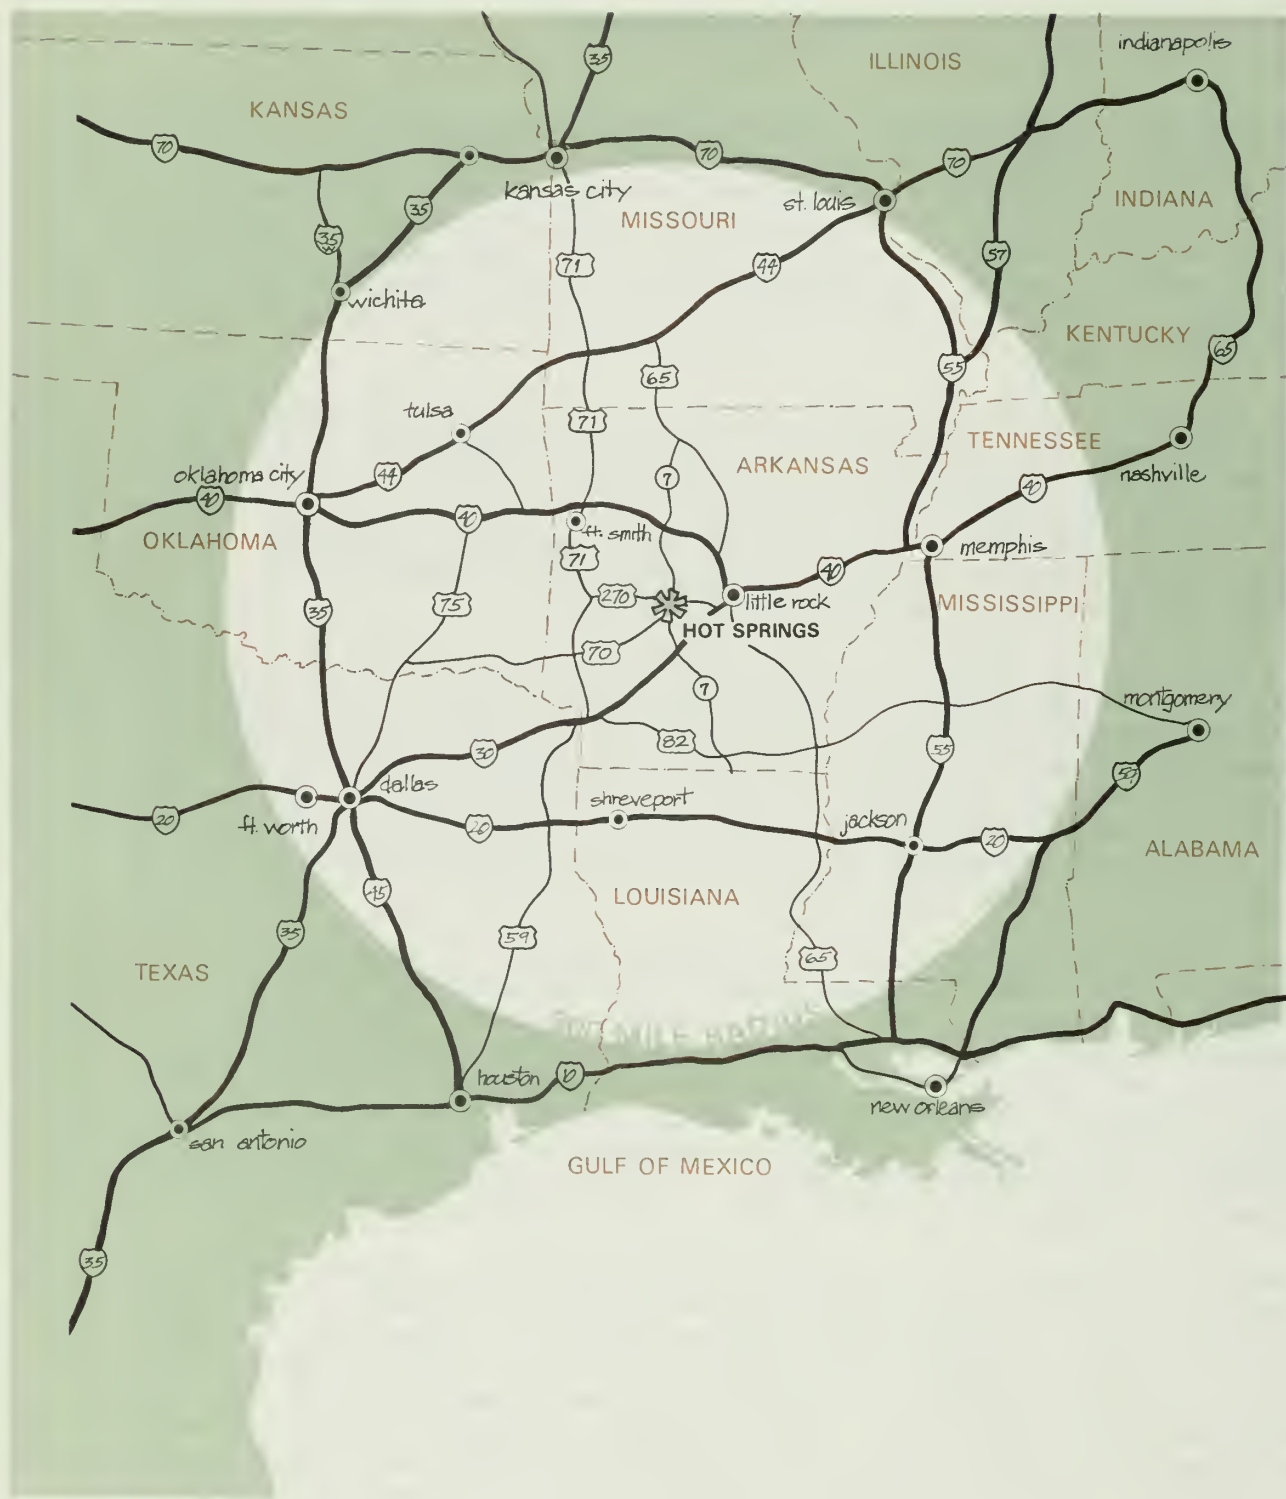 indianapolis
ILLINOIS
35
KANSAS
70
70
70
kansas city
st. louis
INDIANA
35
MISSOURI
35W
71
44
57
wichita
KENTUCKY
65
55
65
tulsa
71
TENNESSEE
ARKANSAS
oklahoma city
44
7
nashville
40
40
40
ft. smith
OKLAHOMA
memphis
71
40
270
little rock
MISSISSIPPI
75
35
HOT SPRINGS
70
7
montgomery
82
55
30
59
dallas
shreveport
20
ft. worth
20
jackson
20
ALABAMA
45
LOUISIANA
35
59
65
TEXAS
MILE RADIUS
houston
10
new orleans
san antonio
GULF OF MEXICO
35